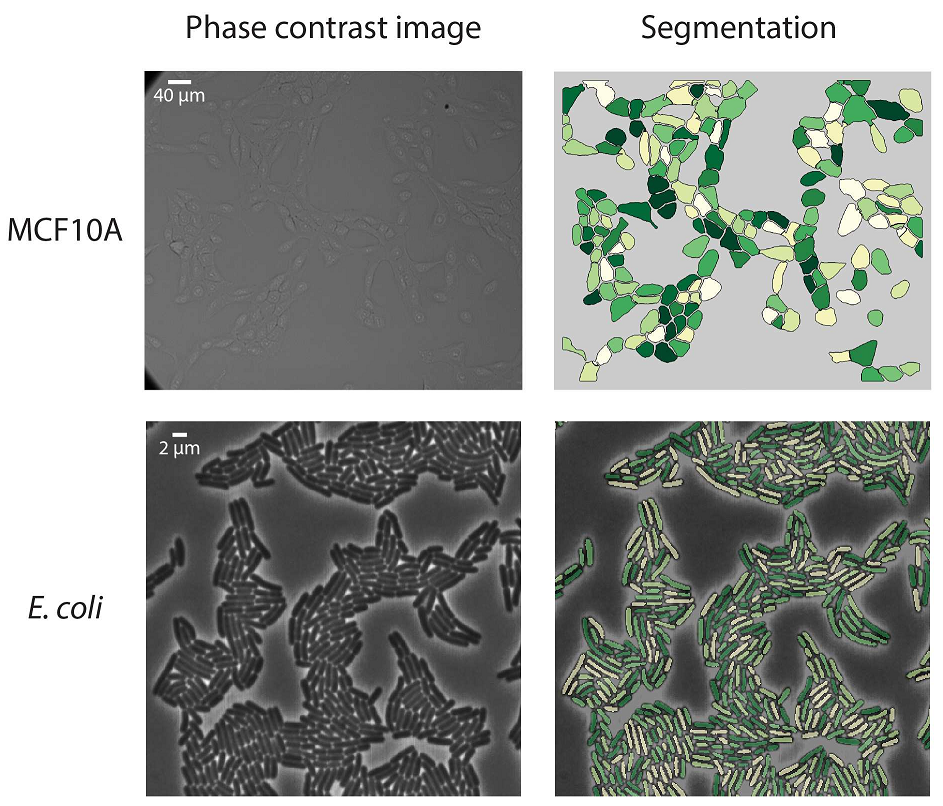 Phase contrast image
Segmentation
40 µm
MCF10A
2 µm
E. coli